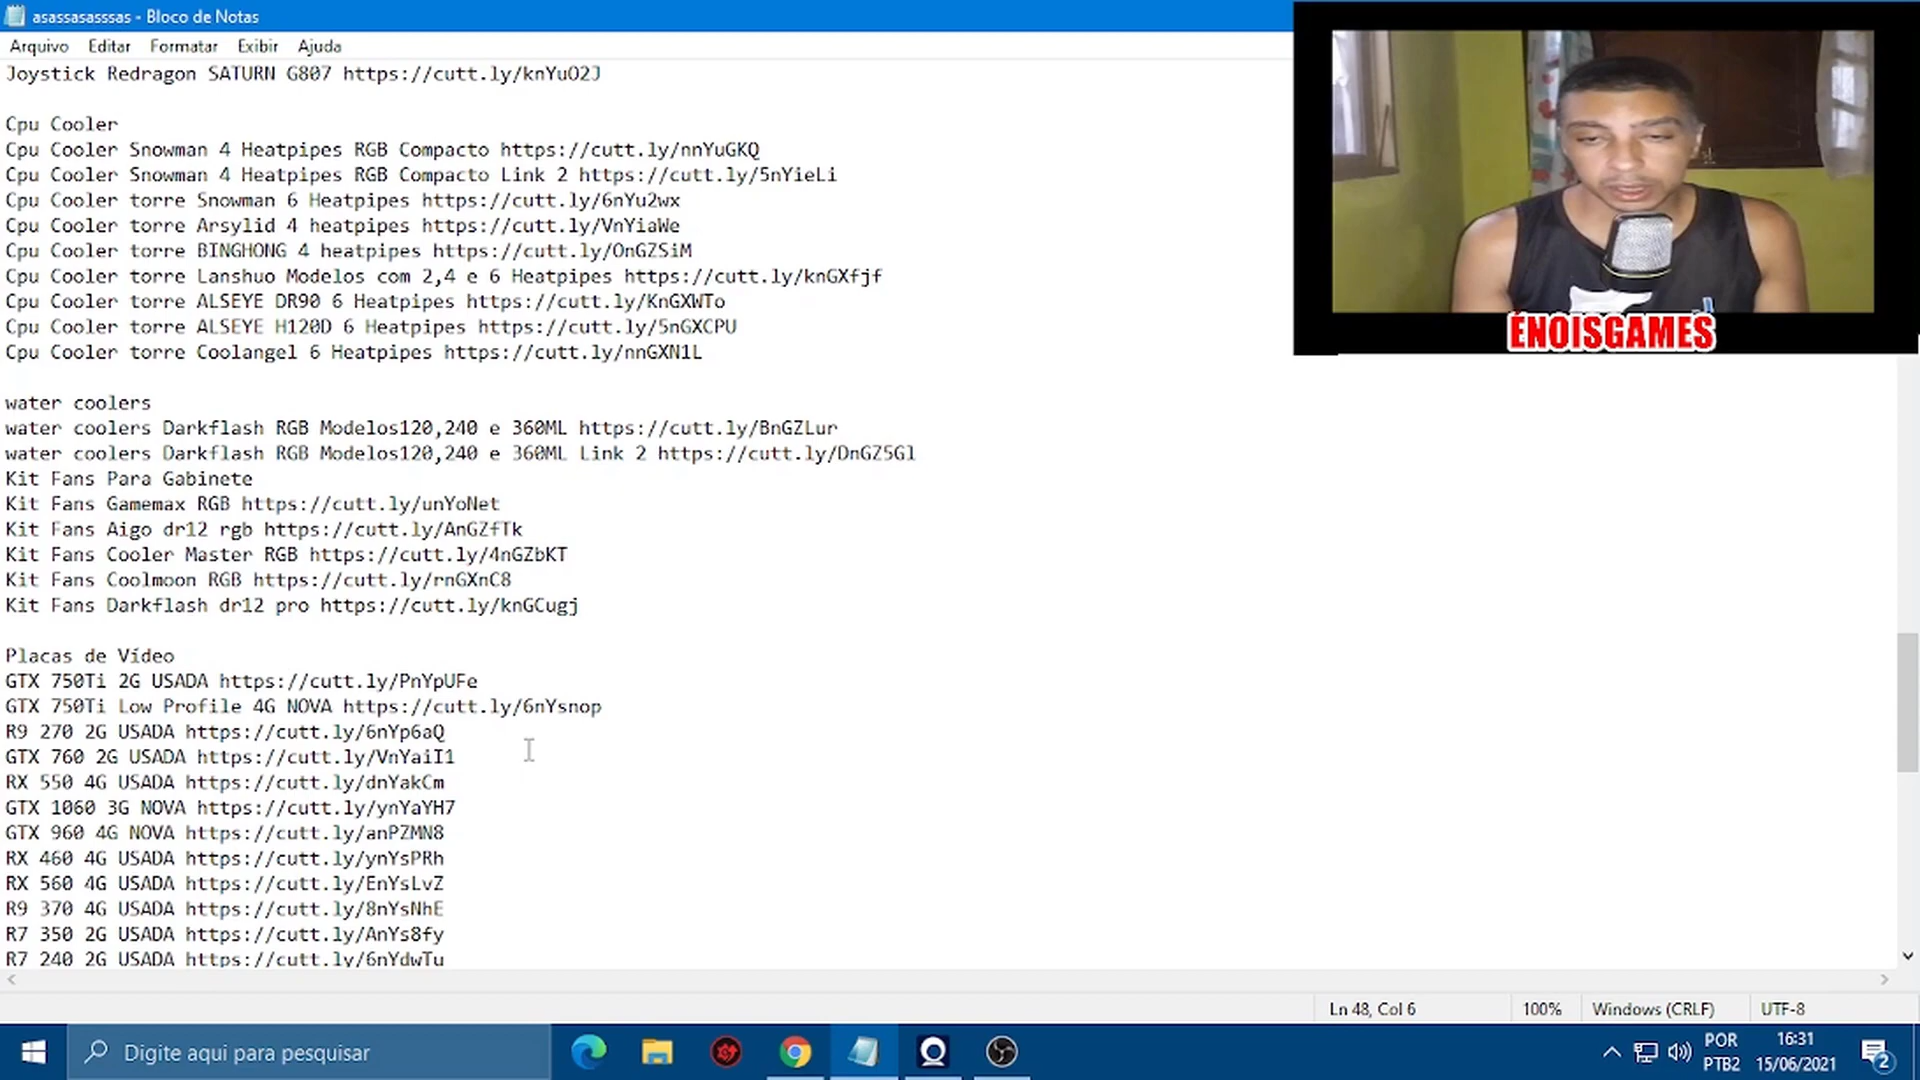 asassasasssas - Bloco de Notas
Arquivo Editar Formatar Exibir Ajuda
Joystick Redragon SATURN G807 https://cutt.ly/knYuO2J
Cpu Cooler
Cpu Cooler Snowman 4 Heatpipes RGB Compacto https://cutt.ly/nnYuGKQ
Cpu Cooler Snowman 4 Heatpipes RGB Compacto Link 2 https://cutt.ly/5nYieLi
Cpu Cooler torre Snowman 6 Heatpipes https://cutt.ly/6nYu2wx
Cpu Cooler torre Arsylid 4 heatpipes https://cutt.ly/VnYiaWe
Cpu Cooler torre BINGHONG 4 heatpipes https://cutt.ly/OnGZSiM
Cpu Cooler torre Lanshuo Modelos com 2,4 e 6 Heatpipes https://cutt.ly/knGXfjf
Cpu Cooler torre ALSEYE DR90 6 Heatpipes https://cutt.ly/KnGXWTo
Cpu Cooler torre ALSEYE H120D 6 Heatpipes https://cutt.ly/5nGXCPU
Cpu Cooler torre Coolangel 6 Heatpipes https://cutt.ly/nnGXN1L
water coolers
water coolers Darkflash RGB Modelos120,240 e 360ML https://cutt.ly/BnGZLur
water coolers Darkflash RGB Modelos120,240 e 360ML Link 2 https://cutt.ly/DnGZ5Gl
Kit Fans Para Gabinete
Kit Fans Gamemax RGB https://cutt.ly/unYoNet
Kit Fans Aigo dr12 rgb https://cutt.ly/AnGZfTk
Kit Fans Cooler Master RGB https://cutt.ly/4nGZbKT
Kit Fans Coolmoon RGB https://cutt.ly/rnGXnC8
Kit Fans Darkflash dr12 pro https://cutt.ly/knGCugj
Placas de Vídeo
GTX 750Ti 2G USADA https://cutt.ly/PnYpUFe
GTX 750Ti Low Profile 4G NOVA https://cutt.ly/6nYsnop
R9 270 2G USADA https://cutt.ly/6nYp6aQ
GTX 760 2G USADA https://cutt.ly/VnYaiI1
RX 550 4G USADA https://cutt.ly/dnYakCm
GTX 1060 3G NOVA https://cutt.ly/ynYaYH7
GTX 960 4G NOVA https://cutt.ly/anPZMN8
RX 460 4G USADA https://cutt.ly/ynYsPRh
RX 560 4G USADA https://cutt.ly/EnYsLvZ
R9 370 4G USADA https://cutt.ly/8nYsNhE
R7 350 2G USADA https://cutt.ly/AnYs8fy
R7 240 2G USADA https://cutt.ly/6nYdwTu
ENOISGAMES
Ln 48, Col 6 100% Windows (CRLF) UTF-8
Digite aqui para pesquisar
POR
PTB2
16:31
15/06/2021
2